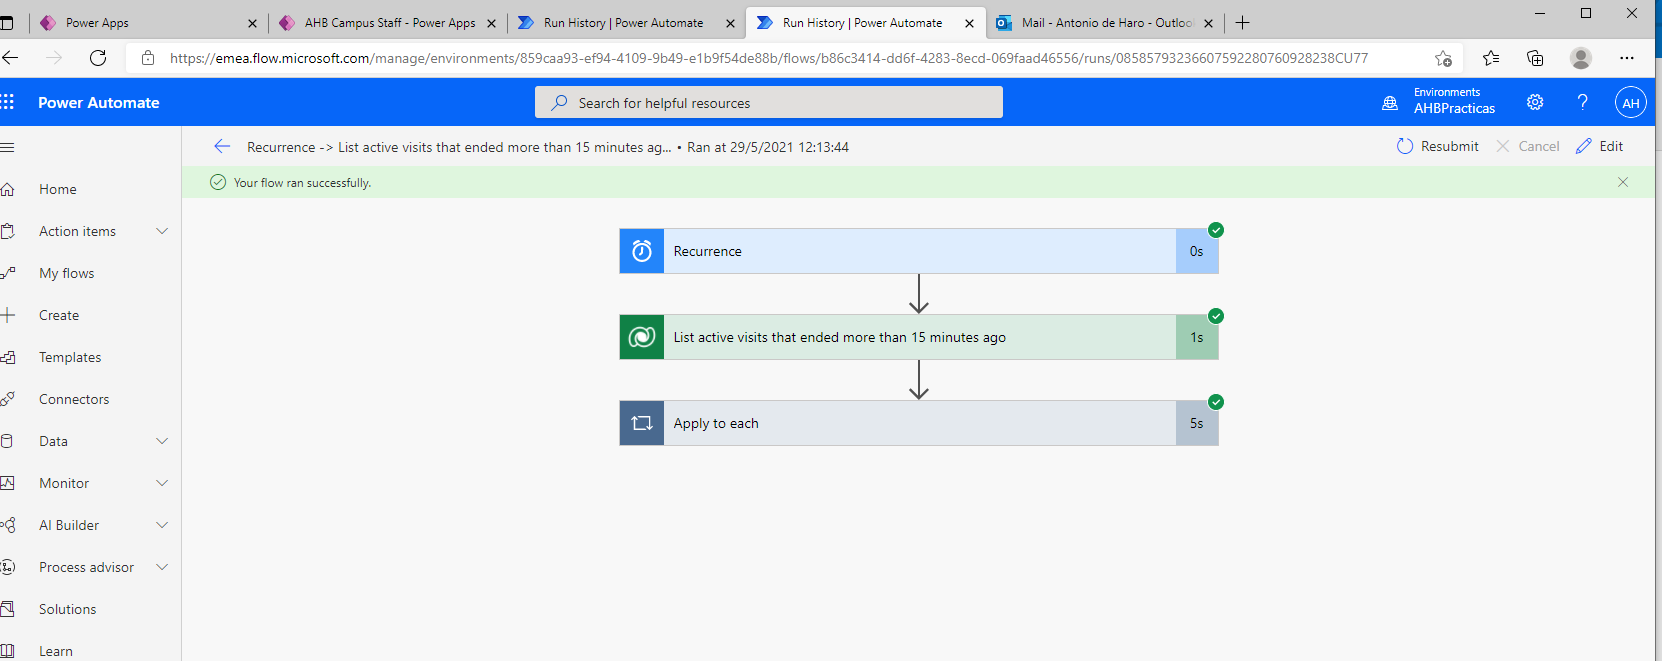 Power Apps
AHB Campus Staff - Power Apps
Run History | Power Automate
Run History | Power Automate
Mail - Antonio de Haro - Outloo
https://emea.flow.microsoft.com/manage/environments/859caa93-ef94-4109-9b49-e1b9f54de88b/flows/b86c3414-dd6f-4283-8ecd-069faad46556/runs/08585793236607592280760928238CU77
Power Automate
Search for helpful resources
Environments
AHBPracticas
?
AH
Recurrence -> List active visits that ended more than 15 minutes ag... • Ran at 29/5/2021 12:13:44
Resubmit
Cancel
Edit
Your flow ran successfully.
Home
Action items
My flows
Create
Templates
Connectors
Data
Monitor
AI Builder
Process advisor
Solutions
Learn
Recurrence
0s
List active visits that ended more than 15 minutes ago
1s
Apply to each
5s